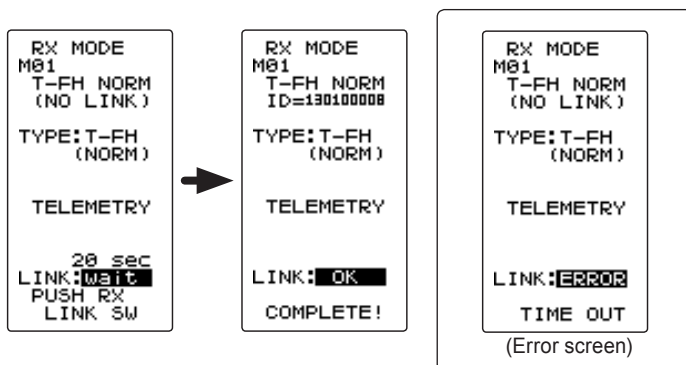 RX MODE
M01
T-FH NORM
(NO LINK)
TYPE:T-FH
(NORM)
TELEMETRY
20 sec
LINK:wait
PUSH RX
LINK SW
RX MODE
M01
T-FH NORM
ID=130100008
TYPE:T-FH
(NORM)
TELEMETRY
LINK: OK
COMPLETE!
RX MODE
M01
T-FH NORM
(NO LINK)
TYPE:T-FH
(NORM)
TELEMETRY
LINK:ERROR
TIME OUT
(Error screen)